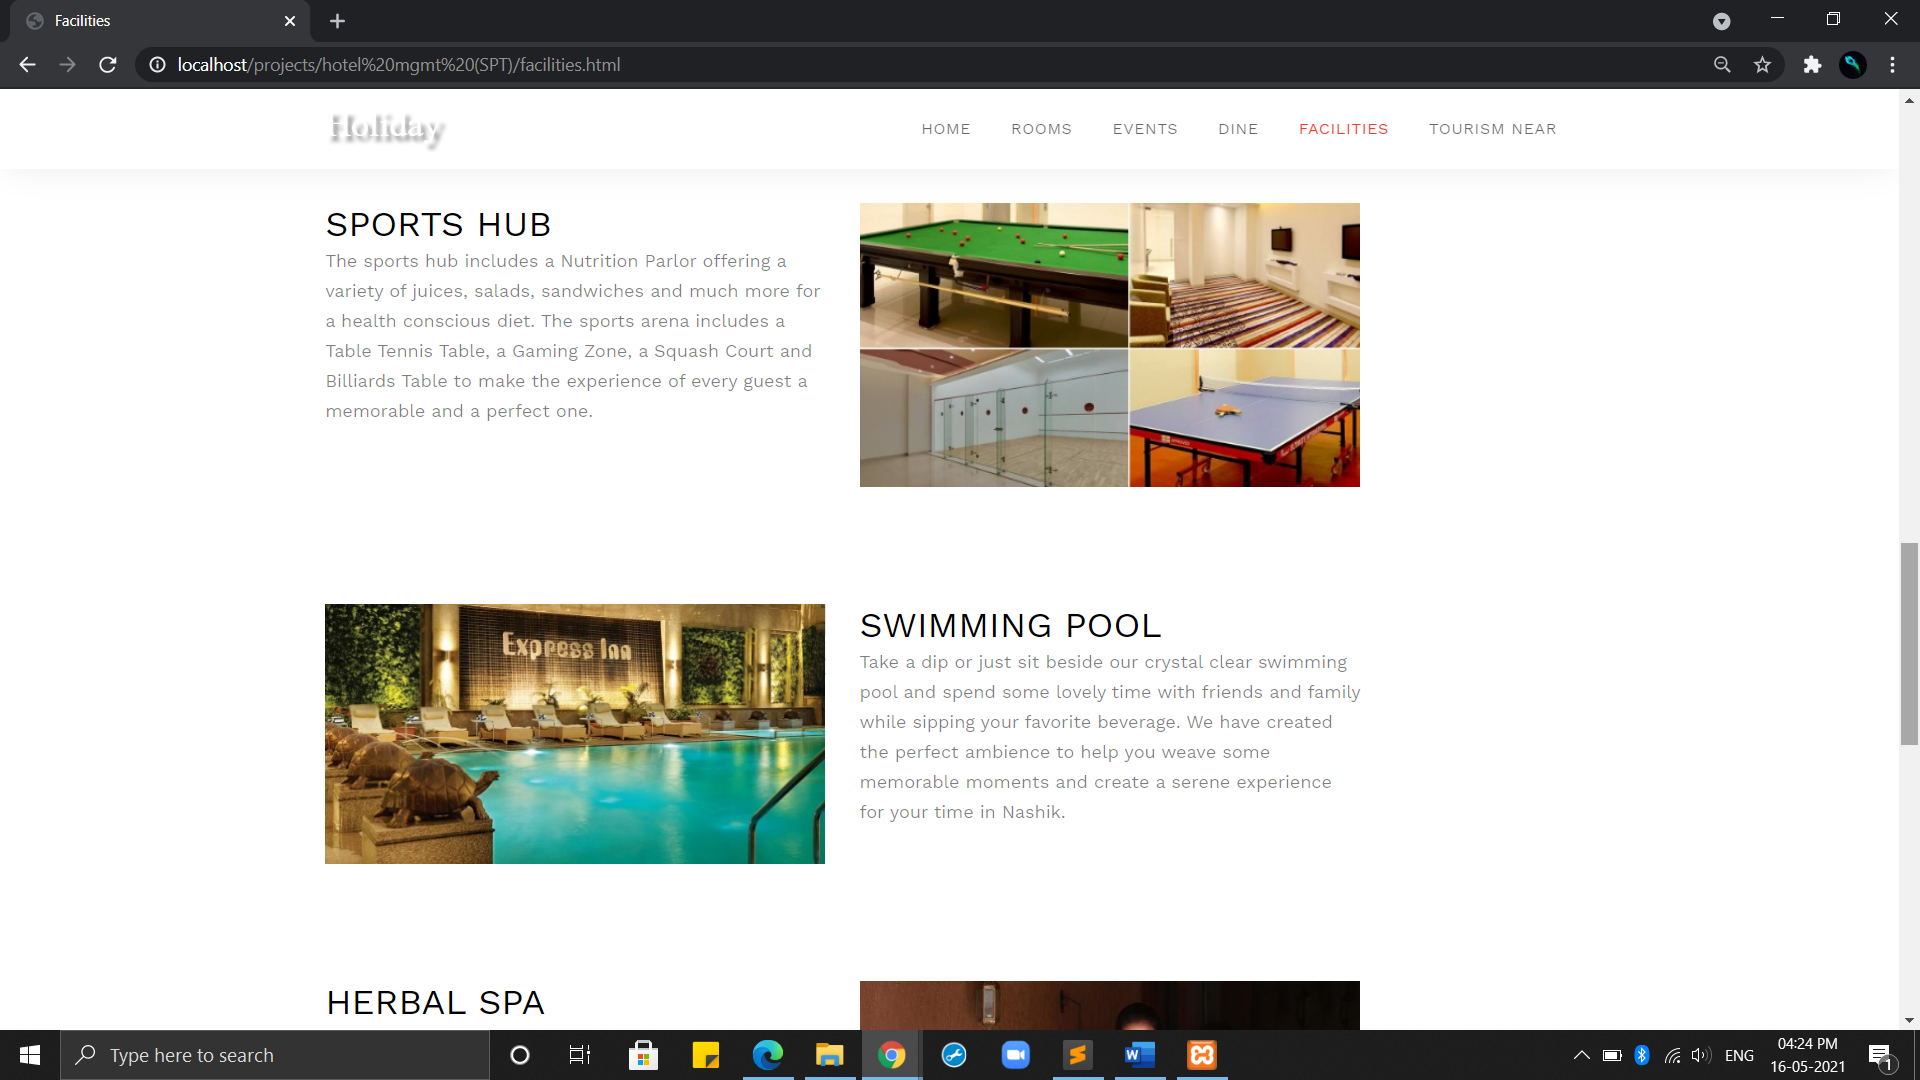 Facilities
localhost/projects/hotel%20mgmt%20(SPT)/facilities.html
Holiday
HOME
ROOMS
EVENTS
DINE
FACILITIES
TOURISM NEAR
SPORTS HUB
The sports hub includes a Nutrition Parlor offering a
variety of juices, salads, sandwiches and much more for
a health conscious diet. The sports arena includes a
Table Tennis Table, a Gaming Zone, a Squash Court and
Billiards Table to make the experience of every guest a
memorable and a perfect one.
Express Inn
SWIMMING POOL
Take a dip or just sit beside our crystal clear swimming
pool and spend some lovely time with friends and family
while sipping your favorite beverage. We have created
the perfect ambience to help you weave some
memorable moments and create a serene experience
for your time in Nashik.
HERBAL SPA
Type here to search
W
ENG
04:24 PM
16-05-2021
1